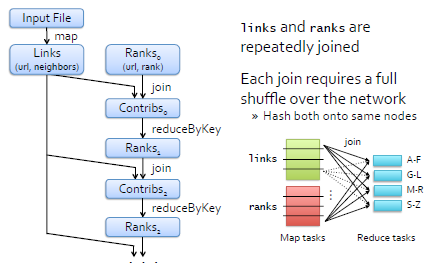 Input File
map
Links
(url, neighbors)
Ranks₀
(url, rank)
join
Contribs₀
reduceByKey
Ranks₁
join
Contribs₂
reduceByKey
Ranks₂
. . .
links and ranks are
repeatedly joined
Each join requires a full
shuffle over the network
» Hash both onto same nodes
join
links
ranks
A-F
G-L
M-R
S-Z
...
Map tasks
Reduce tasks